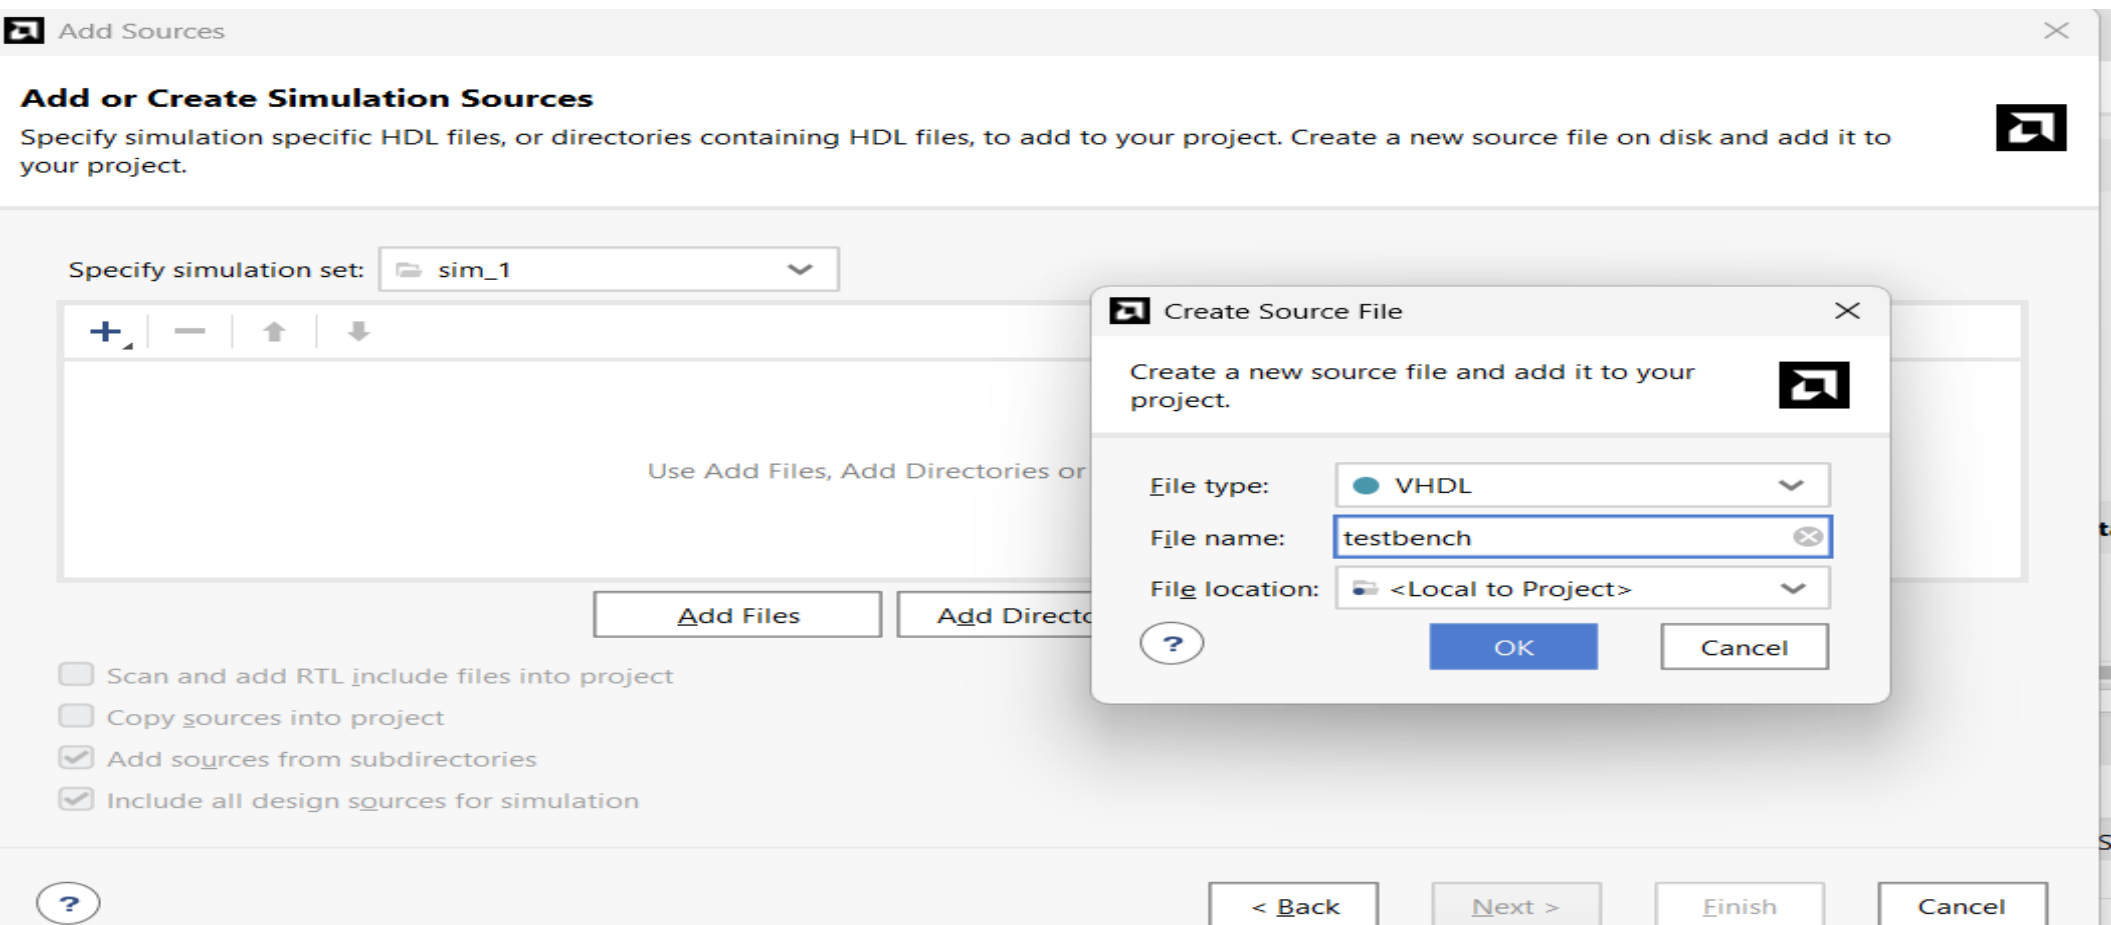 Add Sources
Add or Create Simulation Sources
Specify simulation specific HDL files, or directories containing HDL files, to add to your project. Create a new source file on disk and add it to
your project.
Specify simulation set: sim_1
Use Add Files, Add Directories or
Add Files
Add
Scan and add RTL include files into project
Copy sources into project
Add sources from subdirectories
Include all design sources for simulation
? < Back Next > Finish Cancel
Create Source File
Create a new source file and add it to your
project.
File type: VHDL
File name: testbench
File location: <Local to Project>
? OK Cancel